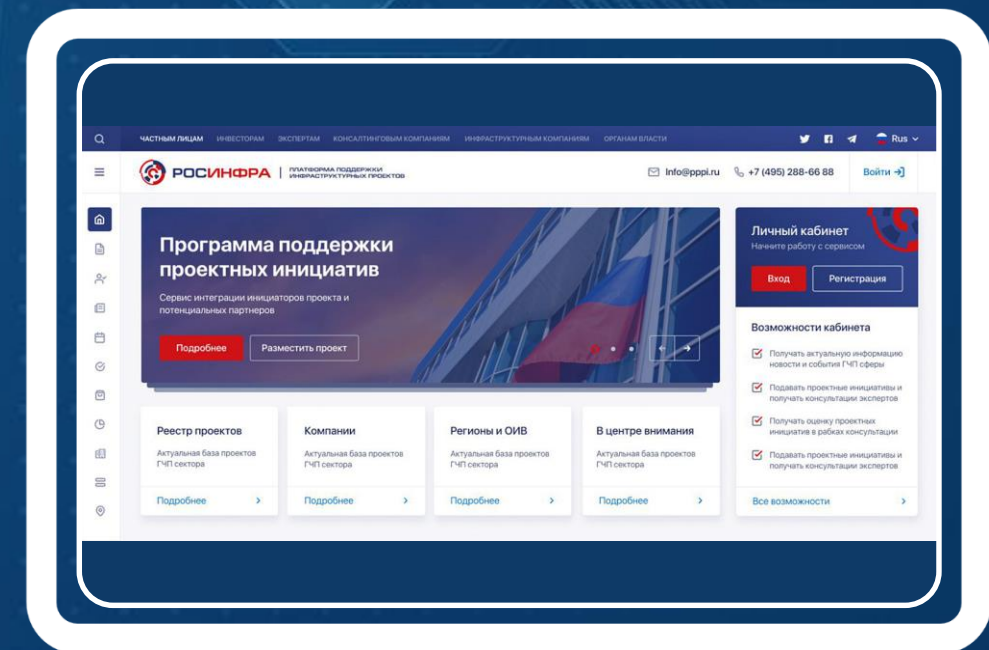 ЧАСТНЫМ ЛИЦАМ ИНВЕСТОРАМ ЭКСПЕРТАМ КОНСАЛТИНГОВЫМ КОМПАНИЯМ ИНФРАСТРУКТУРНЫМ КОМПАНИЯМ ОРГАНАМ ВЛАСТИ Rus
РОСИНФРА
ПЛАТФОРМА ПОДДЕРЖКИ
ИНФРАСТРУКТУРНЫХ ПРОЕКТОВ
Info@pppi.ru +7 (495) 288-66 88 Войти
Программа поддержки
проектных инициатив
Сервис интеграции инициаторов проекта и
потенциальных партнеров
Подробнее Разместить проект
Личный кабинет
Начните работу с сервисом
Вход Регистрация
Возможности кабинета
Получать актуальную информацию
новости и события ГЧП сферы
Подавать проектные инициативы и
получать консультации экспертов
Получать оценку проектных
инициатив в рабках консультации
Подавать проектные инициативы и
получать консультации экспертов
Все возможности
Реестр проектов
Актуальная база проектов
ГЧП сектора
Подробнее
Компании
Актуальная база проектов
ГЧП сектора
Подробнее
Регионы и ОИВ
Актуальная база проектов
ГЧП сектора
Подробнее
В центре внимания
Актуальная база проектов
ГЧП сектора
Подробнее